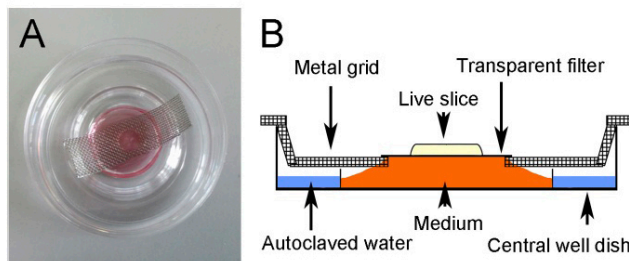 A
B
Metal grid
Transparent filter
Live slice
Medium
Autoclaved water
Central well dish